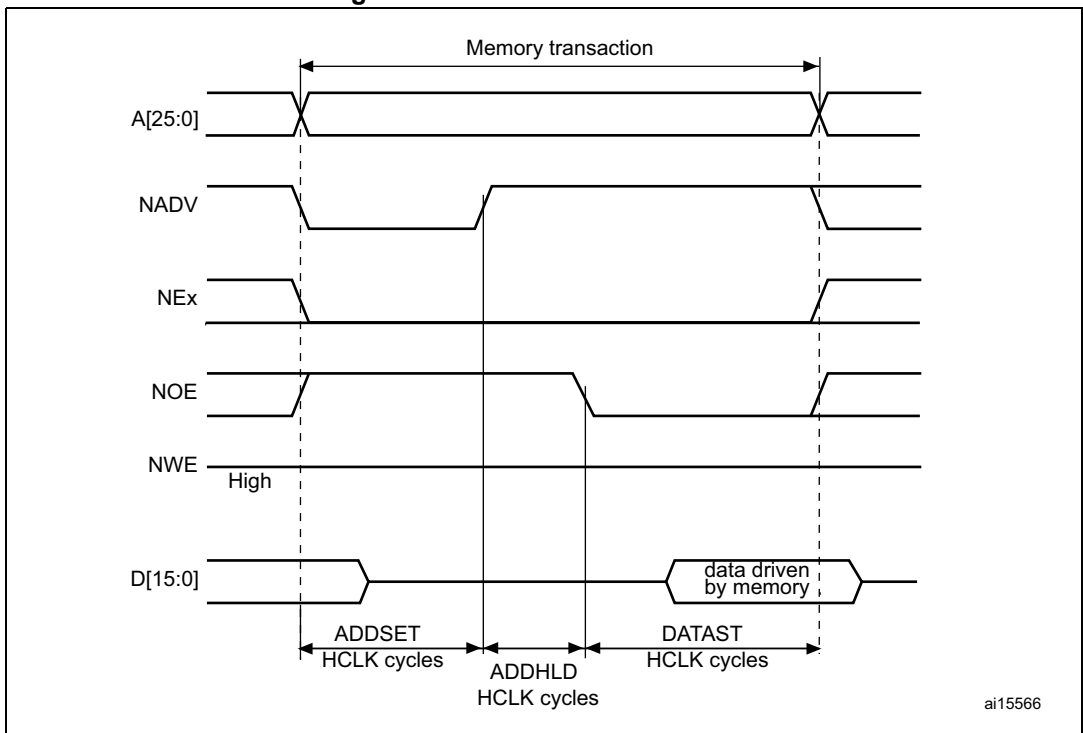 Memory transaction
A[25:0]
NADV
NEx
NOE
NWE
High
D[15:0]
data driven
by memory
ADDSET
HCLK cycles
ADDHLD
HCLK cycles
DATAST
HCLK cycles
ai15566